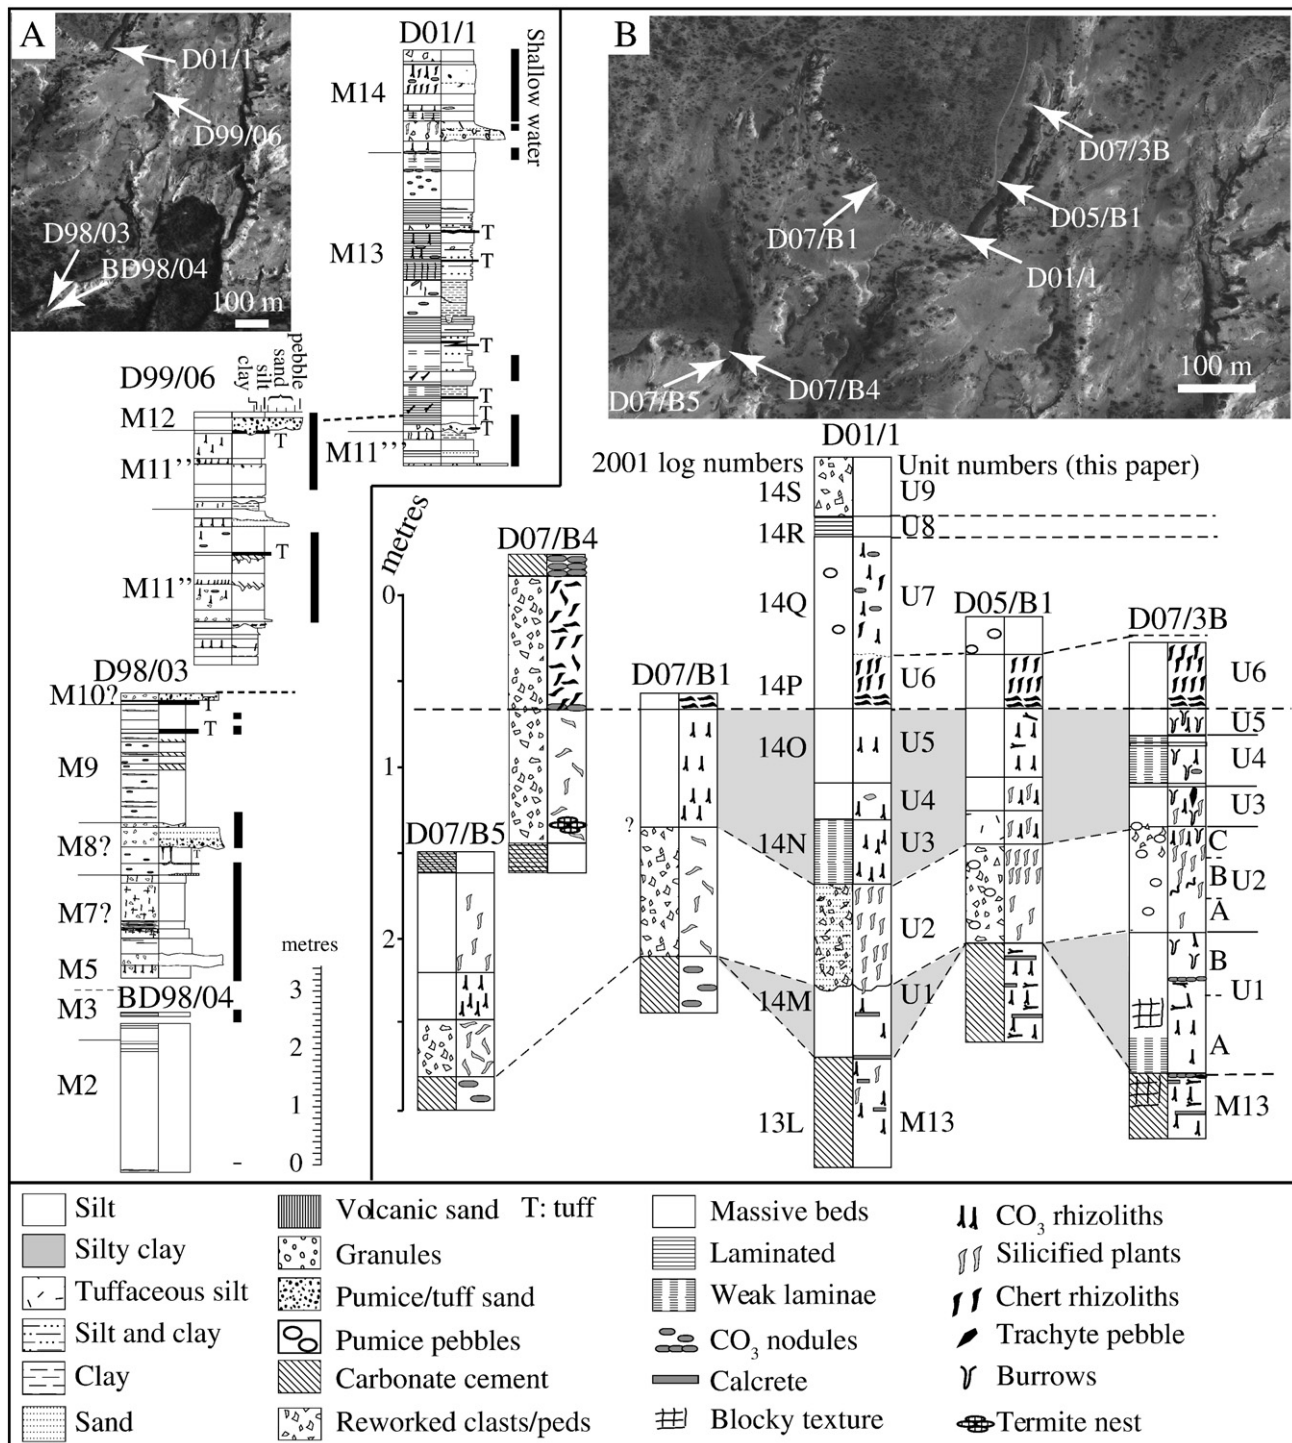 A
D01/1
D99/06
D98/03
BD98/04
100 m
D01/1
Shallow water
M14
M13
T
T
T
T
T
T
M11’’’
D99/06
clay
silt
sand
pebble
M12
T
M11’’’
T
M11’’
D98/03
M10?
T
T
M9
M8?
T
M7?
M5
M3
BD98/04
M2
metres
3
2
1
0
B
D07/3B
D05/B1
D07/B1
D01/1
D07/B5
D07/B4
100 m
D01/1
2001 log numbers
Unit numbers (this paper)
metres
0
1
2
D07/B4
D07/B5
D07/B1
?
14S
14R
14Q
14P
14O
14N
14M
13L
U9
U8
U7
U6
U5
U4
U3
U2
U1
M13
D05/B1
D07/3B
U6
U5
U4
U3
C
B
U2
A
B
U1
A
M13
Silt
Silty clay
Tuffaceous silt
Silt and clay
Clay
Sand
Volcanic sand T: tuff
Granules
Pumice/tuff sand
Pumice pebbles
Carbonate cement
Reworked clasts/peds
Massive beds
Laminated
Weak laminae
CO3 nodules
Calcrete
Blocky texture
CO3 rhizoliths
Silicified plants
Chert rhizoliths
Trachyte pebble
Burrows
Termite nest